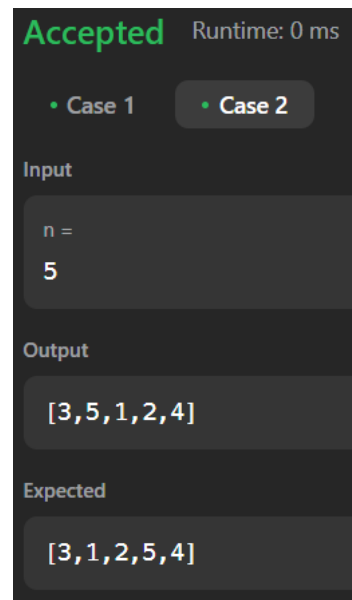 Accepted Runtime: 0 ms
• Case 1 • Case 2
Input
n =
5
Output
[3,5,1,2,4]
Expected
[3,1,2,5,4]